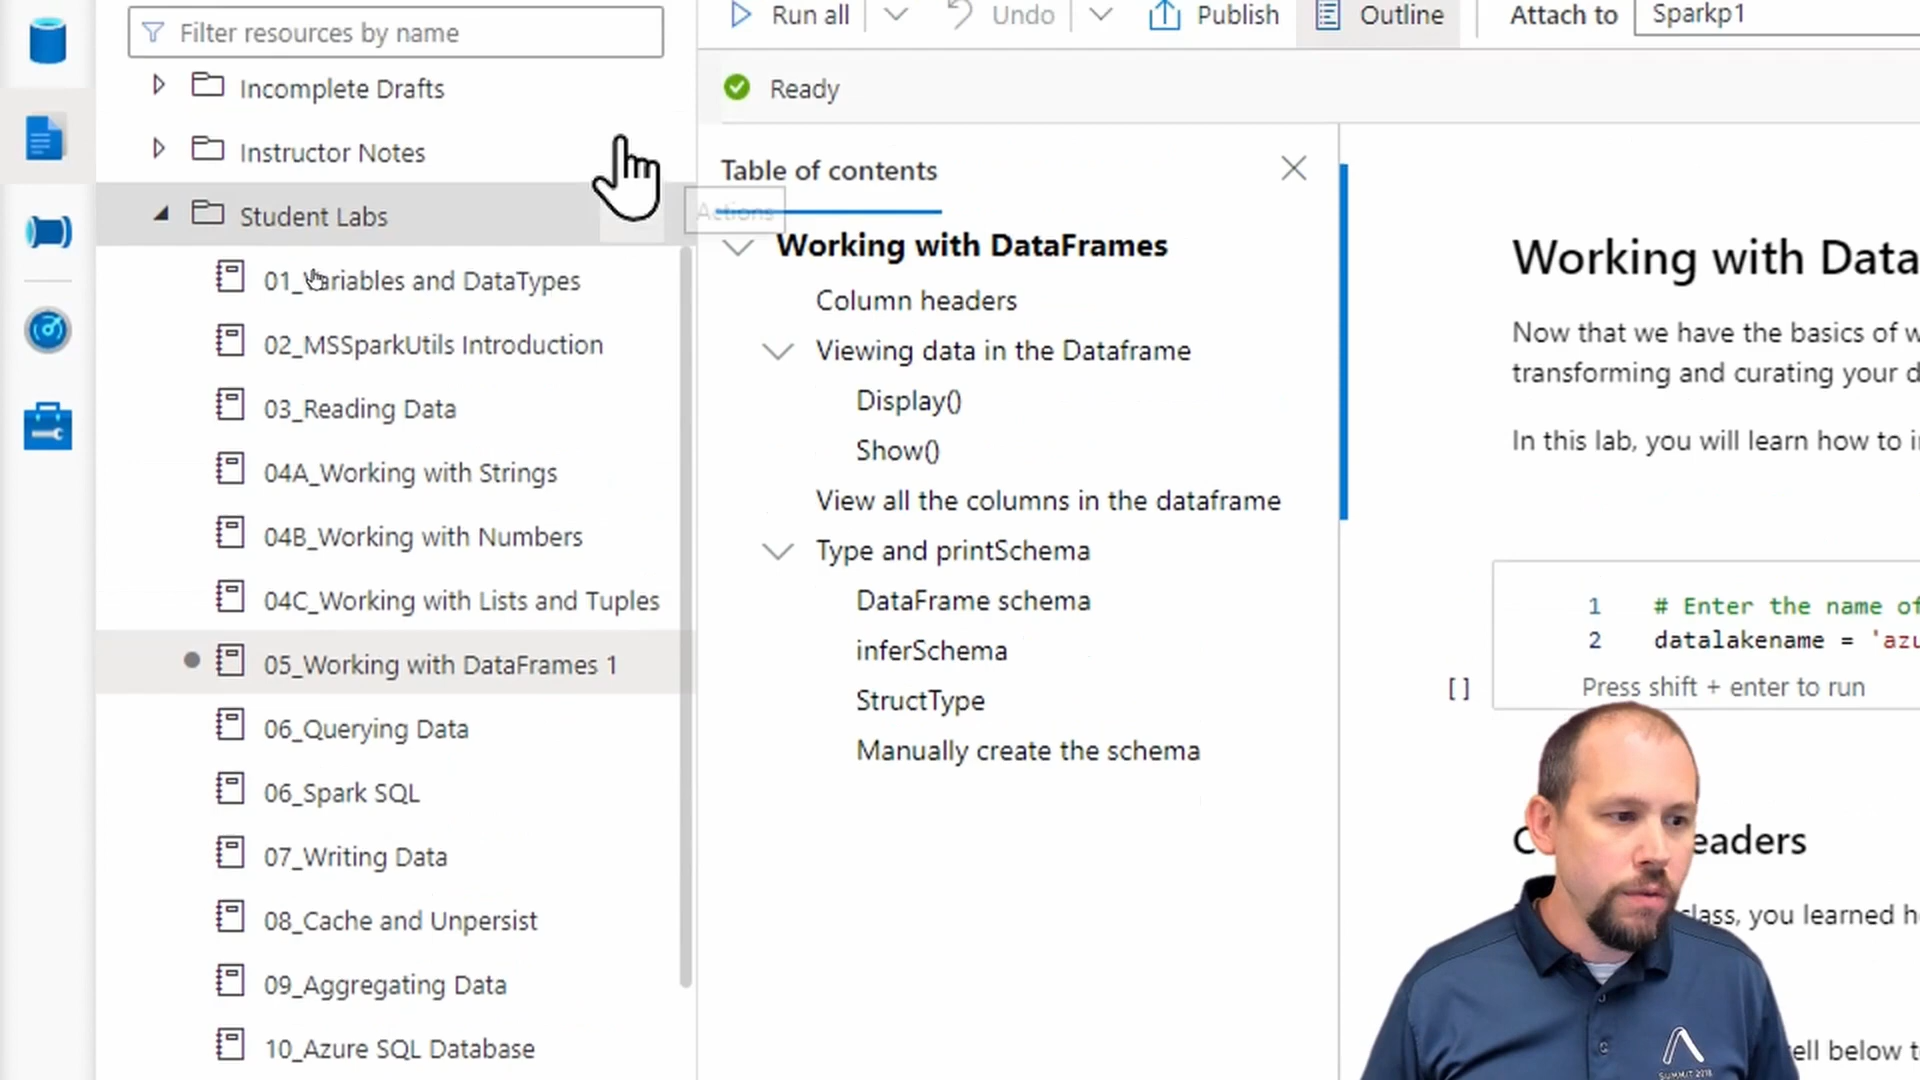 Filter resources by name
Incomplete Drafts
Instructor Notes
Student Labs
01_Variables and DataTypes
02_MSSparkUtils Introduction
03_Reading Data
04A_Working with Strings
04B_Working with Numbers
04C_Working with Lists and Tuples
05_Working with DataFrames 1
06_Querying Data
06_Spark SQL
07_Writing Data
08_Cache and Unpersist
09_Aggregating Data
10_Azure SQL Database
Run all
Undo
Publish
Outline
Attach to
Sparkp1
Ready
Table of contents
Actions
Working with DataFrames
Column headers
Viewing data in the Dataframe
Display()
Show()
View all the columns in the dataframe
Type and printSchema
DataFrame schema
inferSchema
StructType
Manually create the schema
Working with Data
Now that we have the basics of w
transforming and curating your d
In this lab, you will learn how to i
1 # Enter the name of
2 datalakename = 'azu
[ ]
Press shift + enter to run
C eaders
class, you learned h
ell below t
SUMMIT 2018